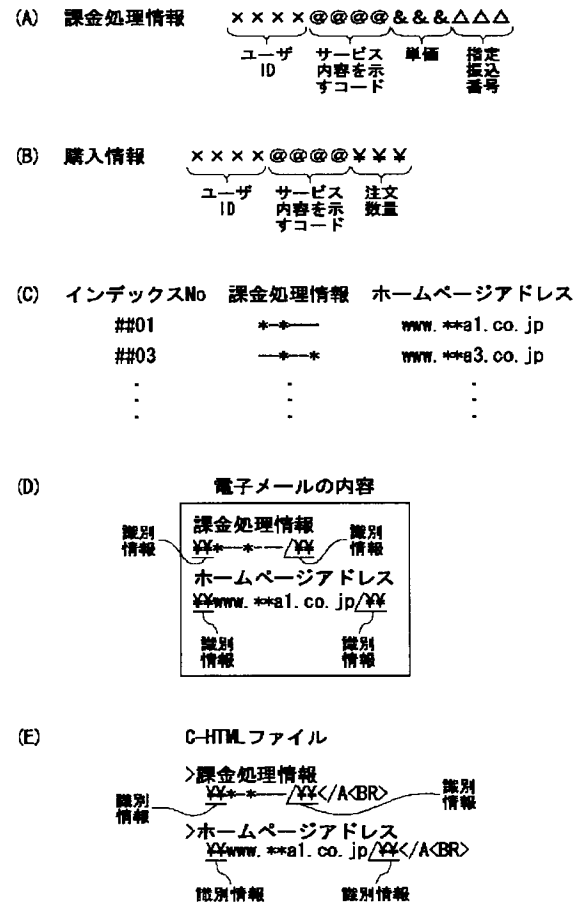 (A) 課金処理情報 ××××@@@@&&&△△△
ユーザ サービス 単価 指定
ID 内容を示 振込
すコード 番号
(B) 購入情報 ××××@@@@¥¥¥
ユーザ サービス 注文
ID 内容を示 数量
すコード
(C) インデックスNo 課金処理情報 ホームページアドレス
##01 *-*── www.**a1.co.jp
##03 ─*─* www.**a3.co.jp
(D) 電子メールの内容
課金処理情報
識別 ¥¥*─*---/¥¥ 識別
情報 情報
ホームページアドレス
¥¥www.**a1.co.jp/¥¥
識別 識別
情報 情報
(E) C-HTMLファイル
>課金処理情報
識別 ¥¥*-*──/¥¥</A<BR> 識別
情報 情報
>ホームページアドレス
¥¥www.**a1.co.jp/¥¥</A<BR>
識別情報 識別情報